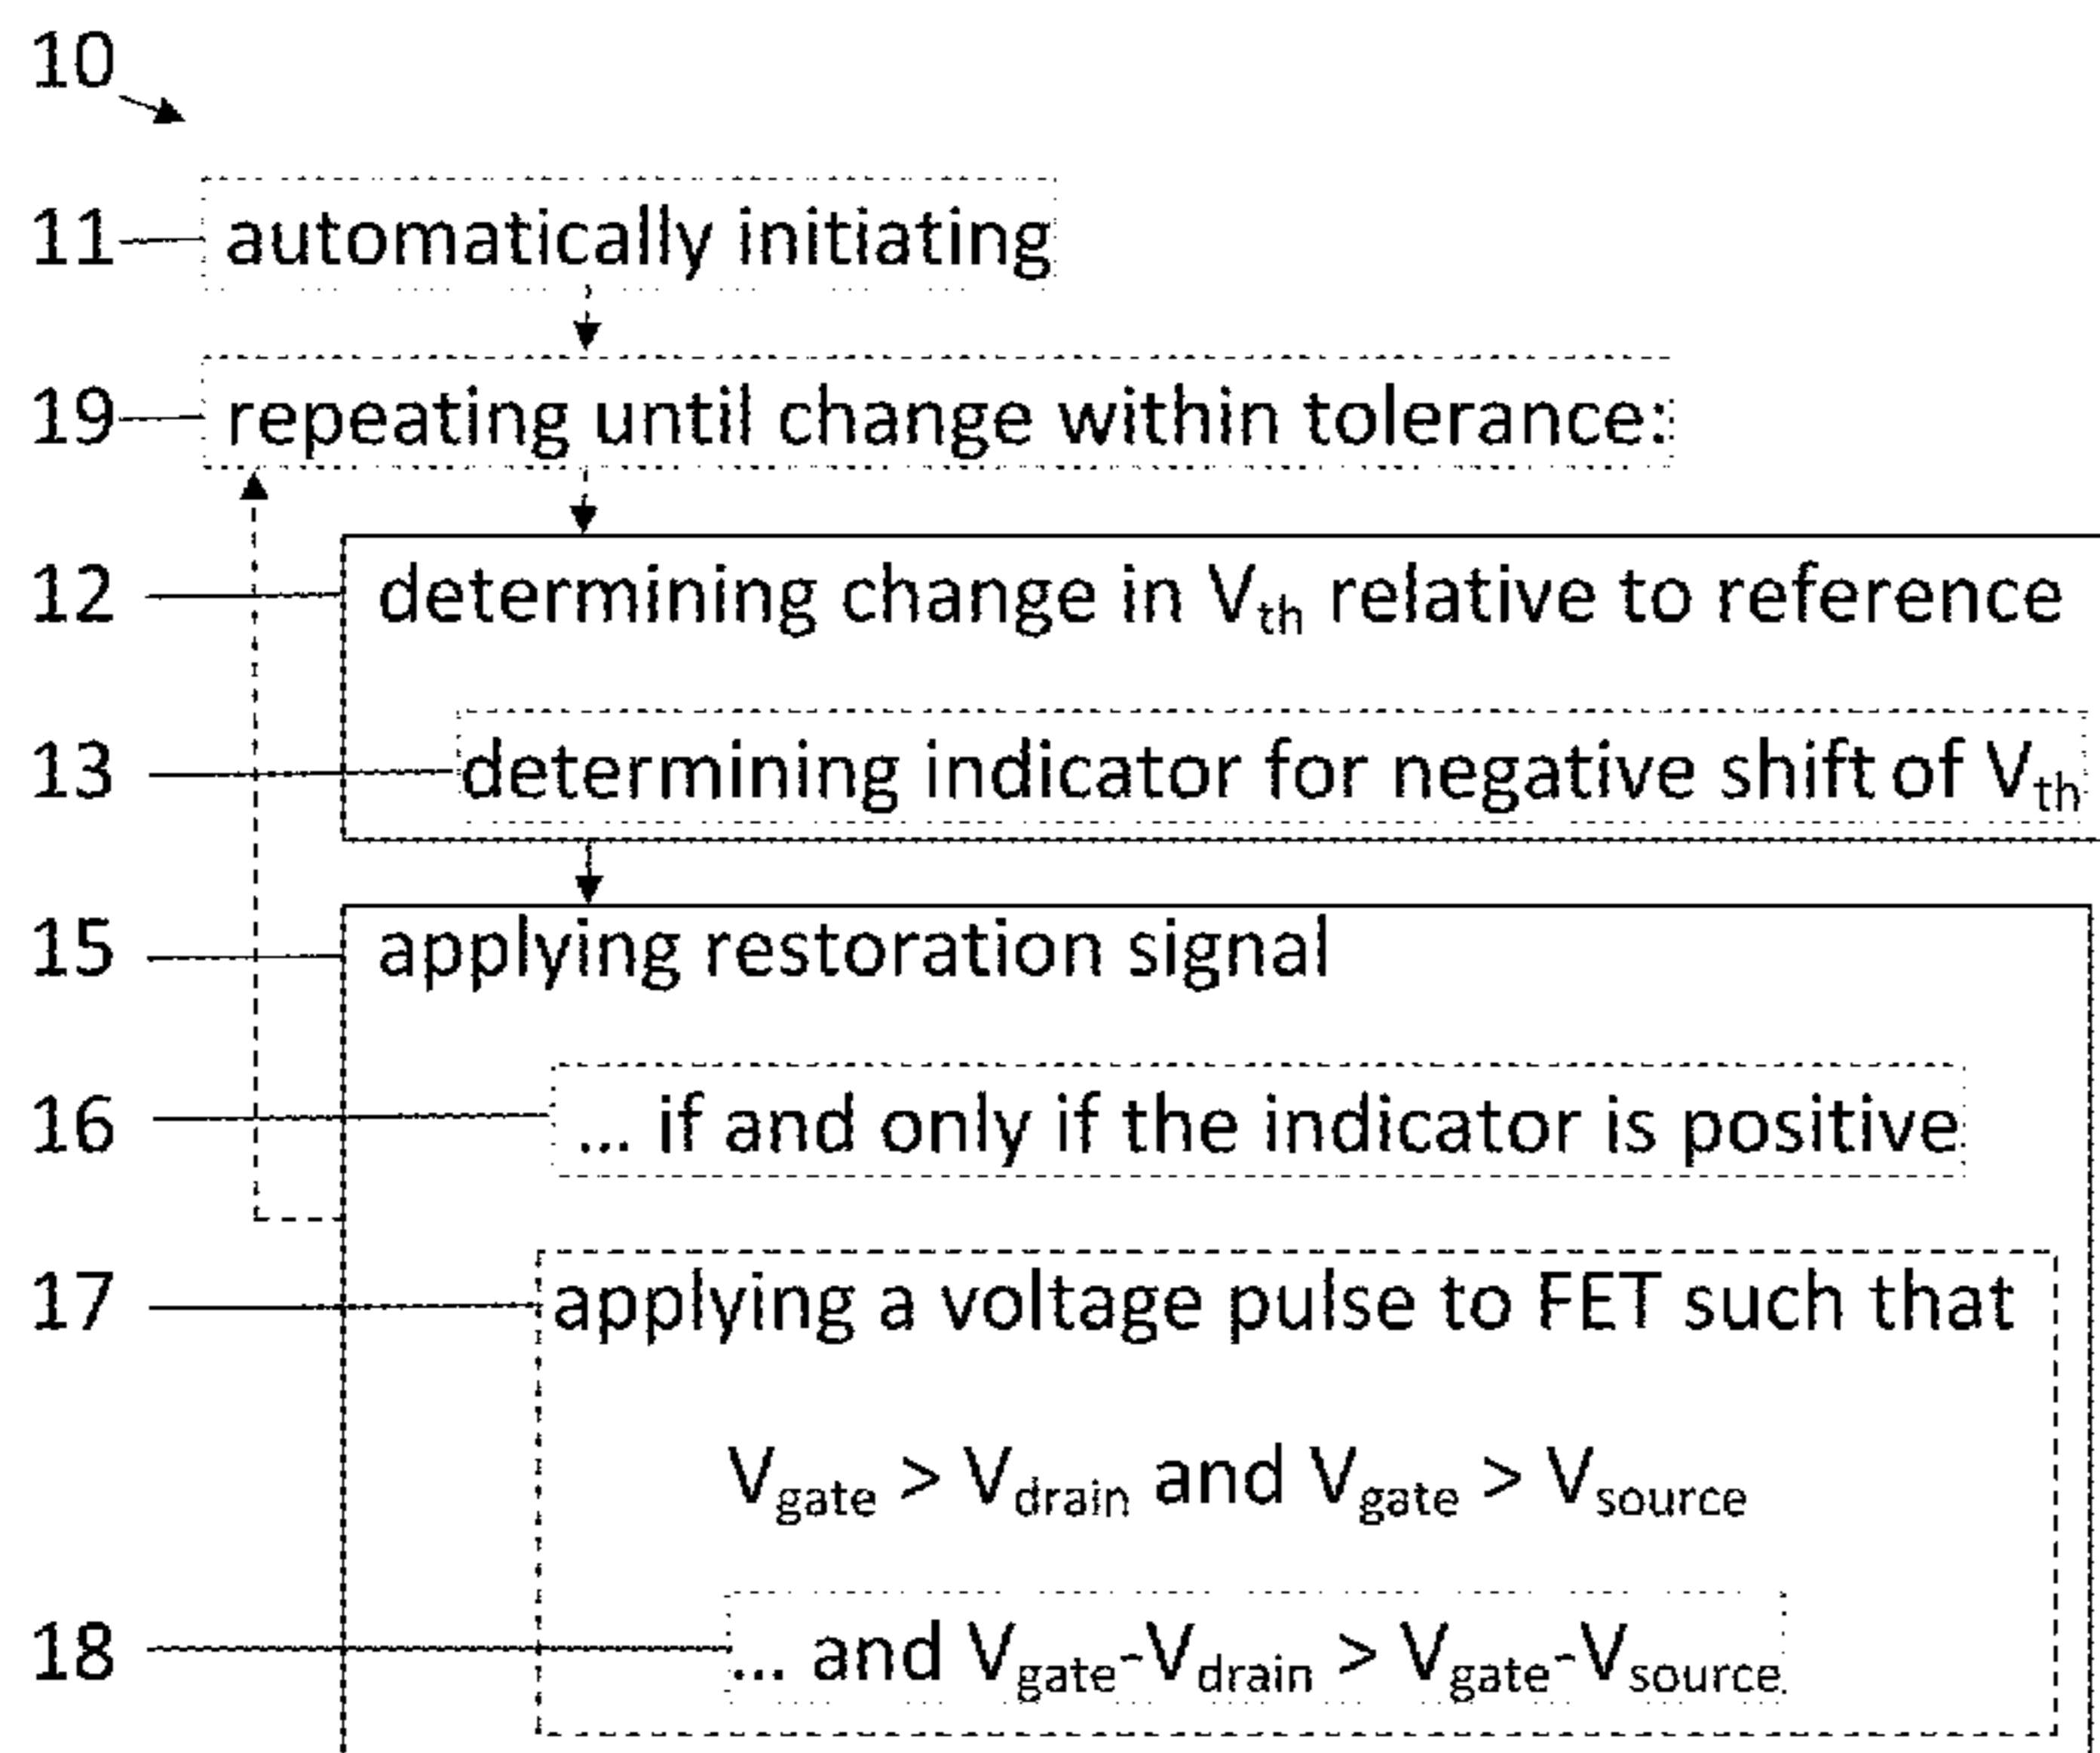 10
11 automatically initiating
19 repeating until change within tolerance:
12 determining change in Vth relative to reference
13 determining indicator for negative shift of Vth
15 applying restoration signal
16 ... if and only if the indicator is positive
17 applying a voltage pulse to FET such that
Vgate > Vdrain and Vgate > Vsource
18 ... and Vgate-Vdrain > Vgate-Vsource